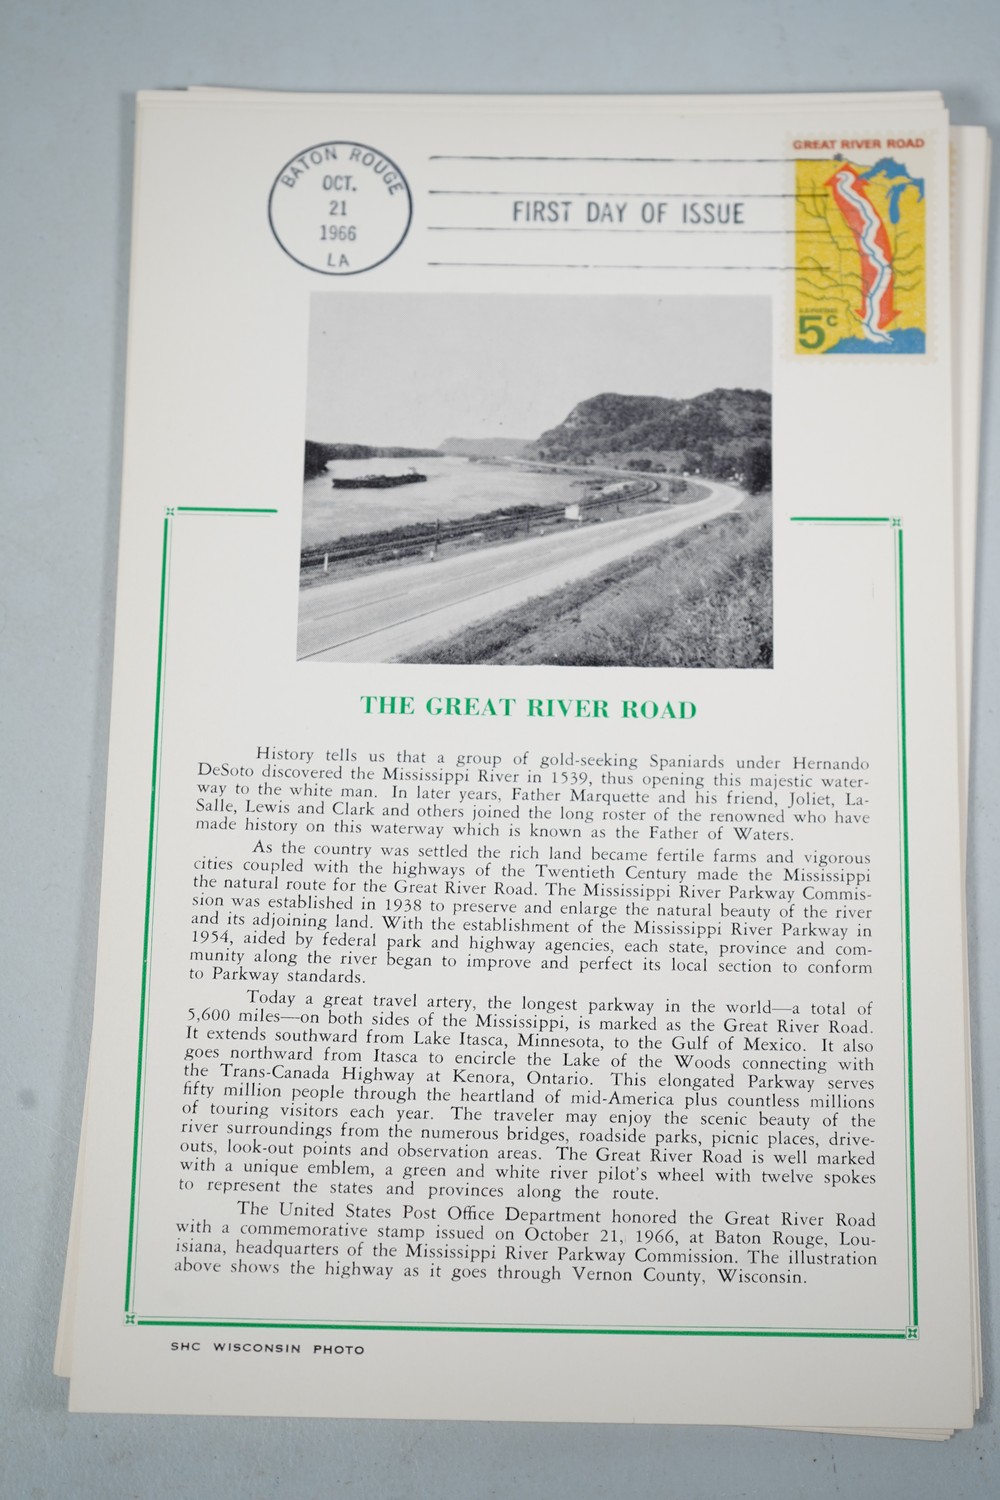 BATON ROUGE
OCT.
21
1966
LA
FIRST DAY OF ISSUE
GREAT RIVER ROAD
U.S. POSTAGE
5c
THE GREAT RIVER ROAD
History tells us that a group of gold-seeking Spaniards under Hernando
DeSoto discovered the Mississippi River in 1539, thus opening this majestic water-
way to the white man. In later years, Father Marquette and his friend, Joliet, La-
Salle, Lewis and Clark and others joined the long roster of the renowned who have
made history on this waterway which is known as the Father of Waters.
As the country was settled the rich land became fertile farms and vigorous
cities coupled with the highways of the Twentieth Century made the Mississippi
the natural route for the Great River Road. The Mississippi River Parkway Commis-
sion was established in 1938 to preserve and enlarge the natural beauty of the river
and its adjoining land. With the establishment of the Mississippi River Parkway in
1954, aided by federal park and highway agencies, each state, province and com-
munity along the river began to improve and perfect its local section to conform
to Parkway standards.
Today a great travel artery, the longest parkway in the world—a total of
5,600 miles—on both sides of the Mississippi, is marked as the Great River Road.
It extends southward from Lake Itasca, Minnesota, to the Gulf of Mexico. It also
goes northward from Itasca to encircle the Lake of the Woods connecting with
the Trans-Canada Highway at Kenora, Ontario. This elongated Parkway serves
fifty million people through the heartland of mid-America plus countless millions
of touring visitors each year. The traveler may enjoy the scenic beauty of the
river surroundings from the numerous bridges, roadside parks, picnic places, drive-
outs, look-out points and observation areas. The Great River Road is well marked
with a unique emblem, a green and white river pilot's wheel with twelve spokes
to represent the states and provinces along the route.
The United States Post Office Department honored the Great River Road
with a commemorative stamp issued on October 21, 1966, at Baton Rouge, Lou-
isiana, headquarters of the Mississippi River Parkway Commission. The illustration
above shows the highway as it goes through Vernon County, Wisconsin.
SHC WISCONSIN PHOTO